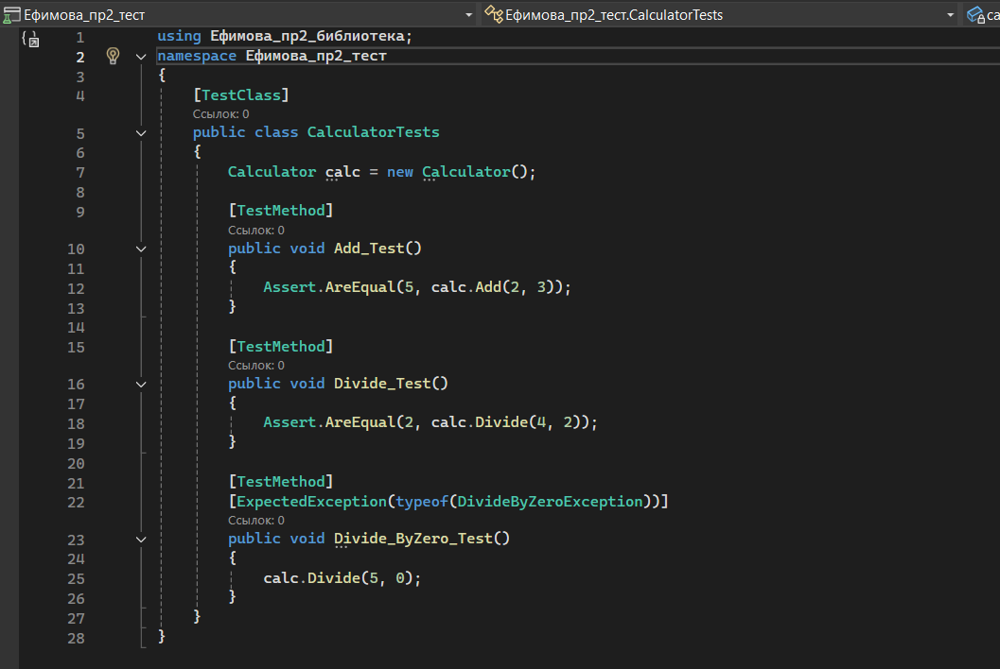 Ефимова_пр2_тест Ефимова_пр2_тест.CalculatorTests ca
1 using Ефимова_пр2_библиотека;
2 namespace Ефимова_пр2_тест
3 {
4 [TestClass]
Ссылок: 0
5 public class CalculatorTests
6 {
7 Calculator calc = new Calculator();
8
9 [TestMethod]
Ссылок: 0
10 public void Add_Test()
11 {
12 Assert.AreEqual(5, calc.Add(2, 3));
13 }
14
15 [TestMethod]
Ссылок: 0
16 public void Divide_Test()
17 {
18 Assert.AreEqual(2, calc.Divide(4, 2));
19 }
20
21 [TestMethod]
22 [ExpectedException(typeof(DivideByZeroException))]
Ссылок: 0
23 public void Divide_ByZero_Test()
24 {
25 calc.Divide(5, 0);
26 }
27 }
28 }